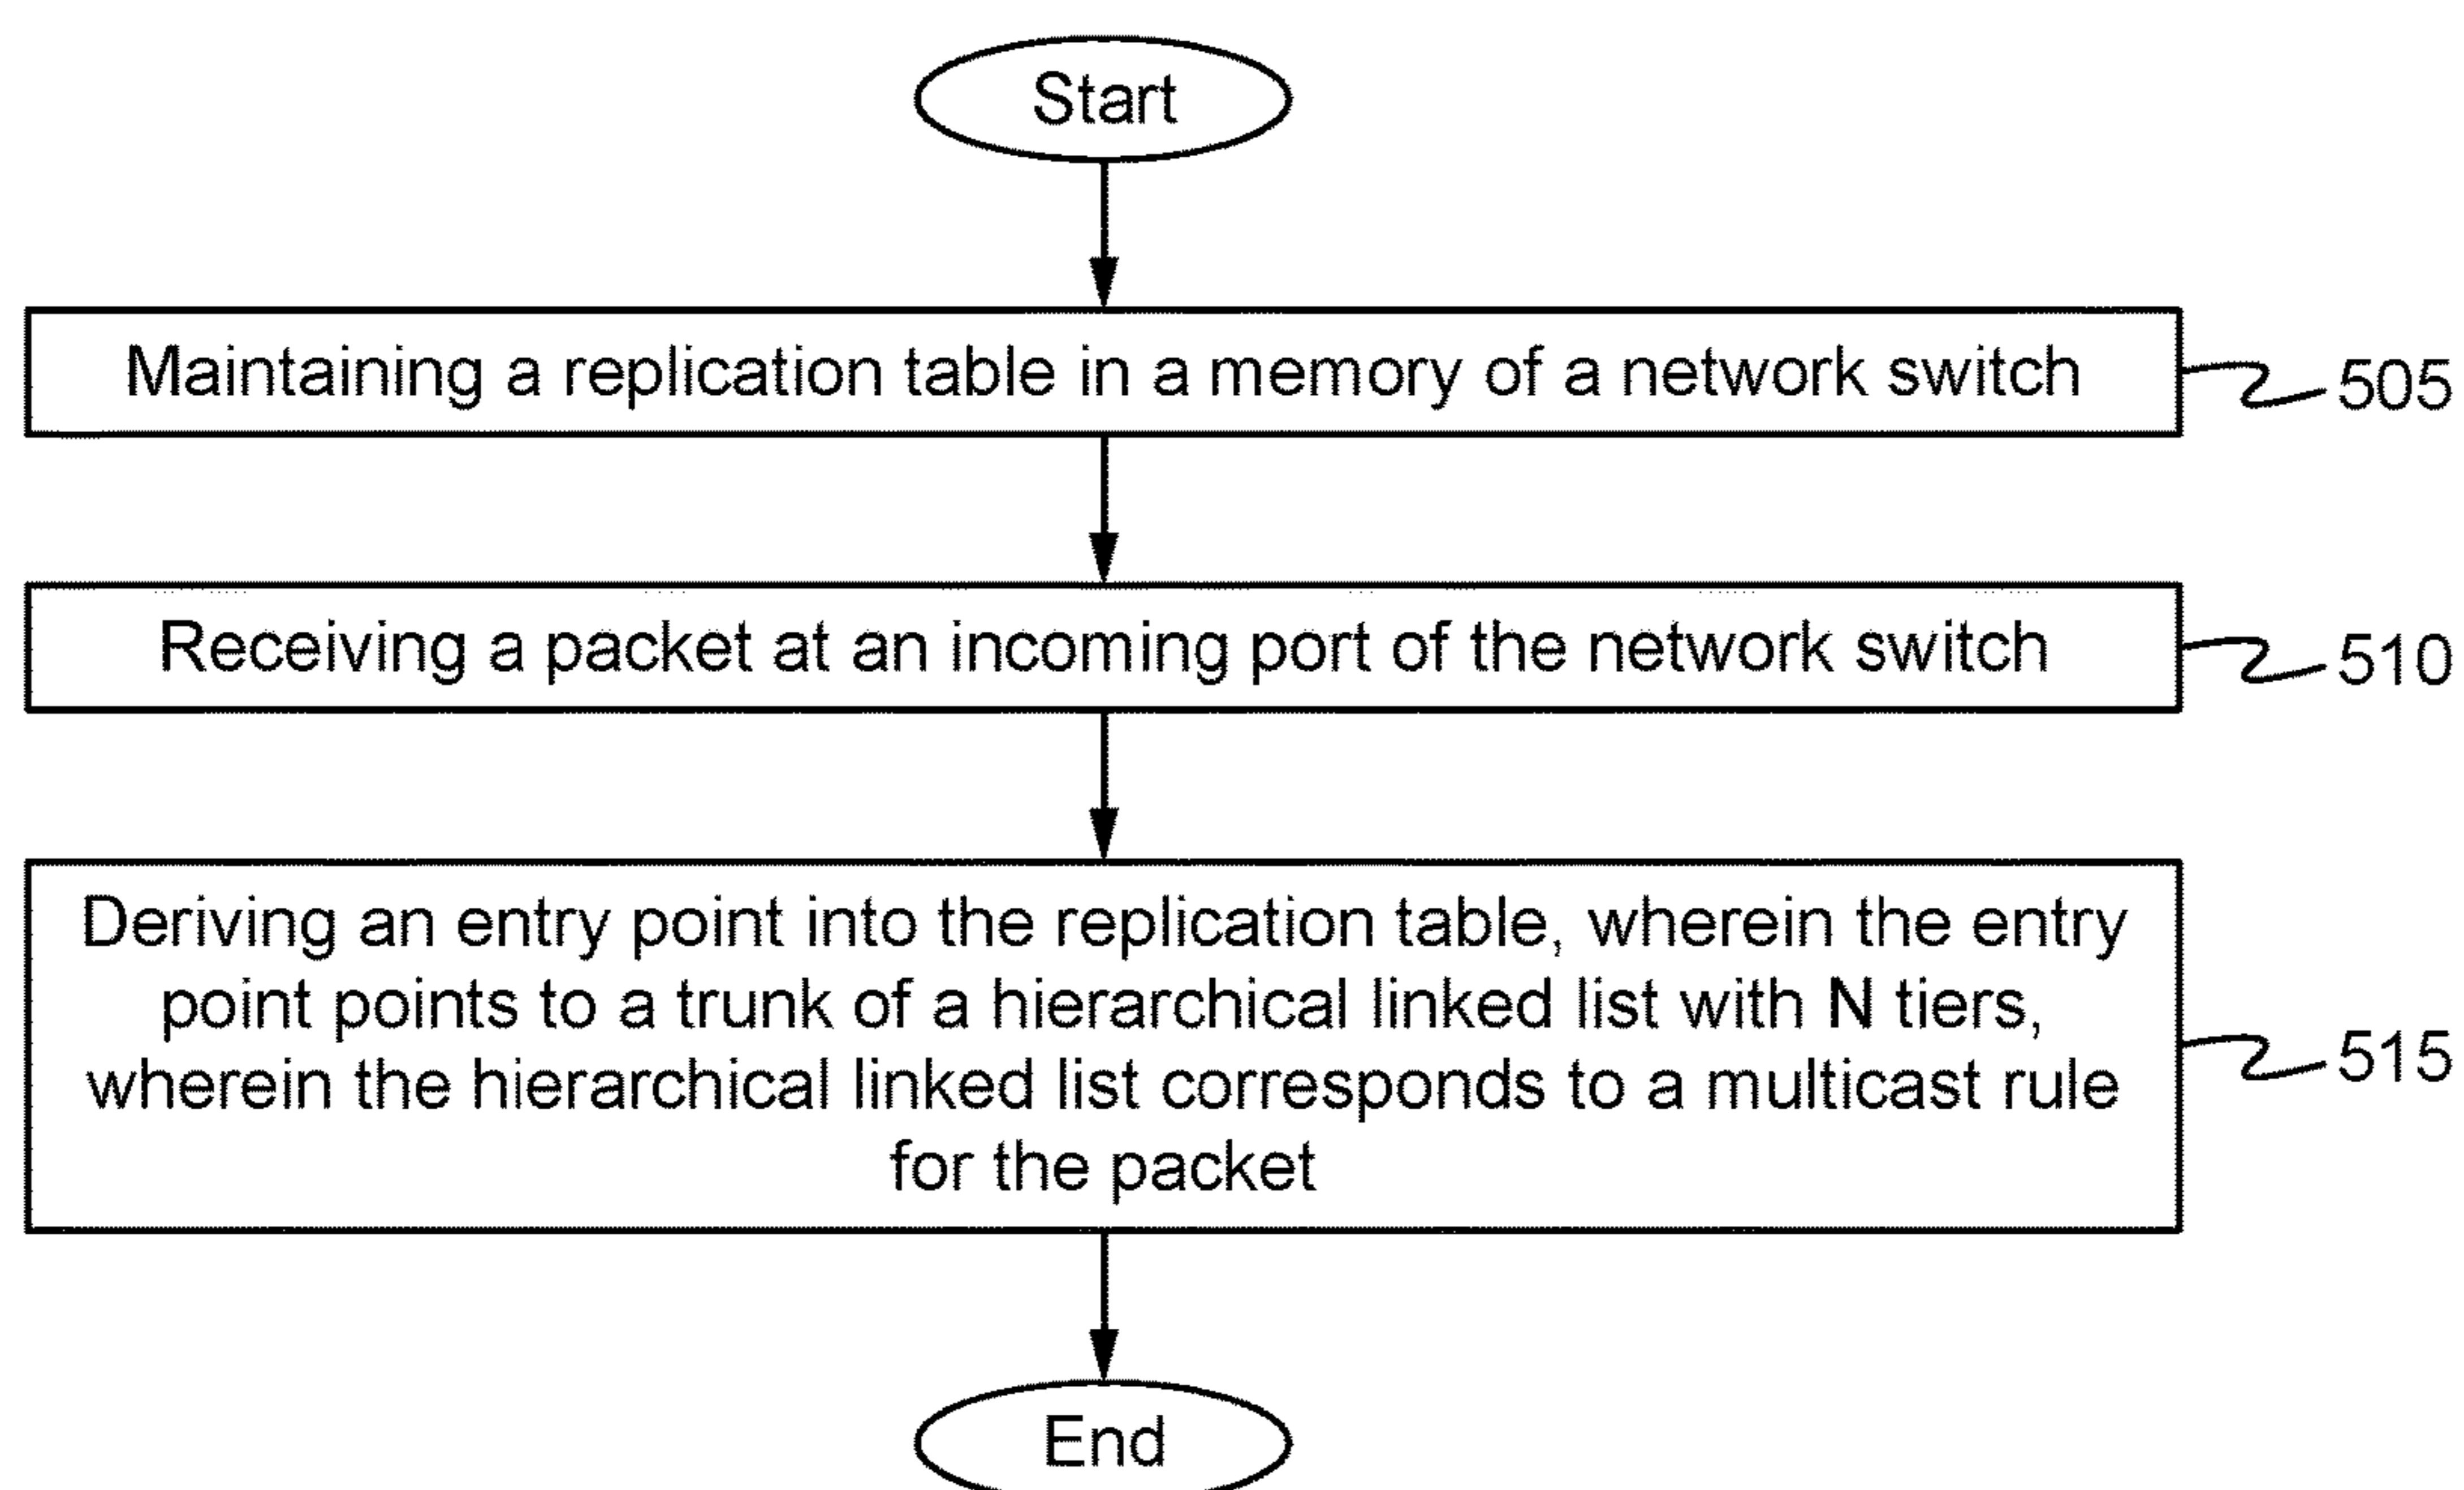 Start
Maintaining a replication table in a memory of a network switch
505
Receiving a packet at an incoming port of the network switch
510
Deriving an entry point into the replication table, wherein the entry
point points to a trunk of a hierarchical linked list with N tiers,
wherein the hierarchical linked list corresponds to a multicast rule
for the packet
515
End